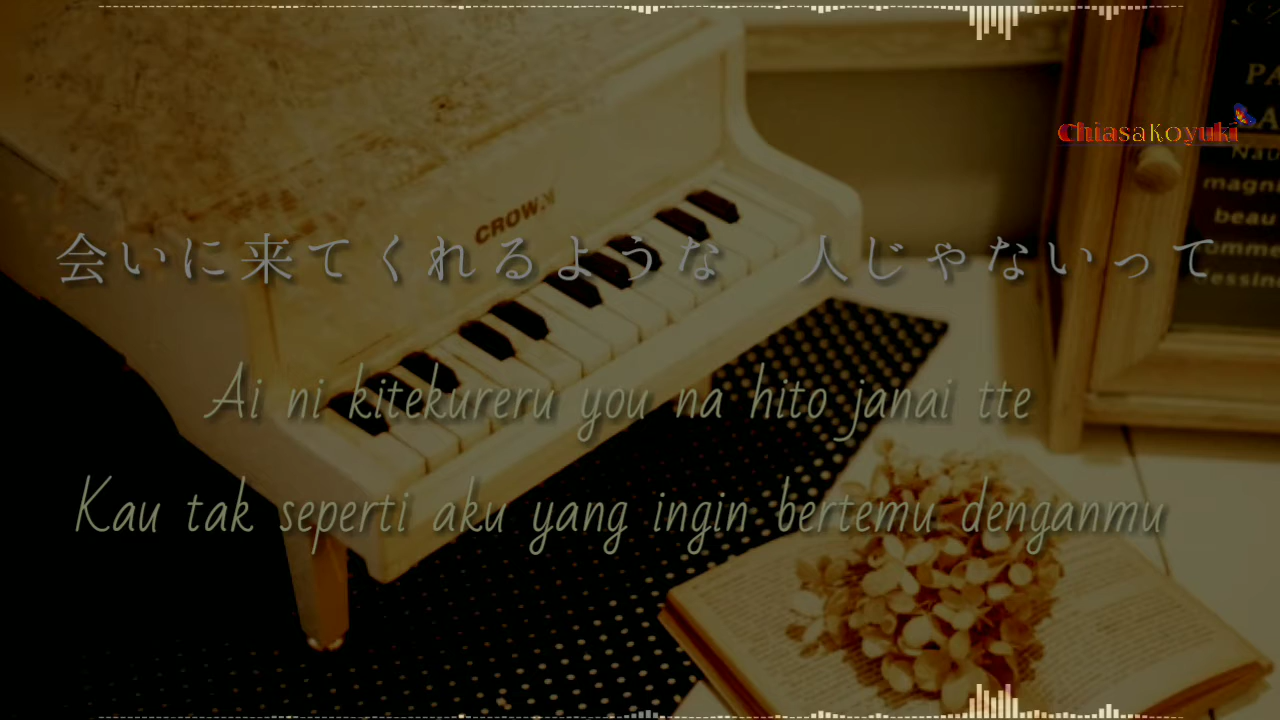 ChiasaKoyuki
CROWN
会いに来てくれるような 人じゃないって
Ai ni kitekureru you na hito janai tte
Kau tak seperti aku yang ingin bertemu denganmu